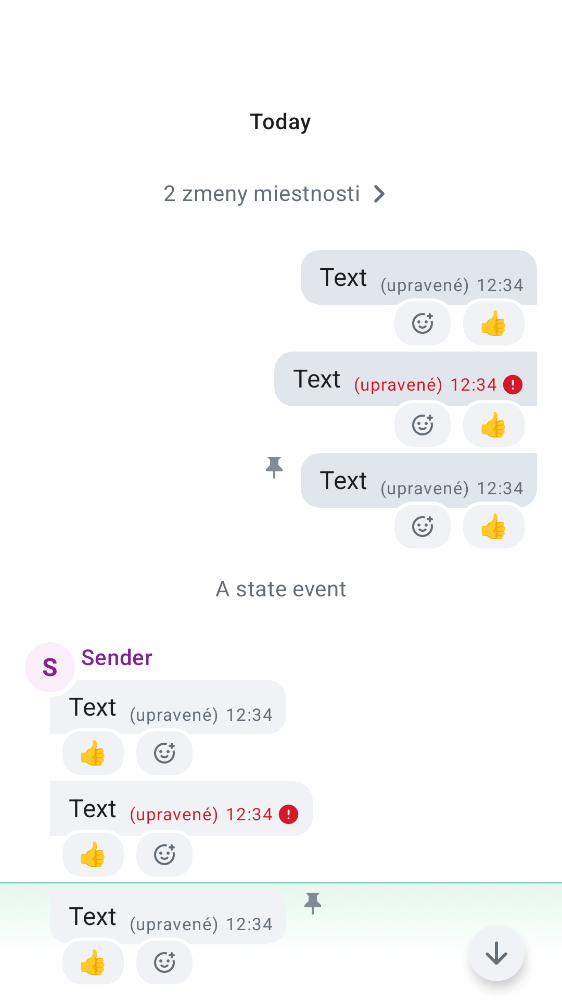 Today
2 zmeny miestnosti
Text (upravené) 12:34
👍
Text (upravené) 12:34
👍
Text (upravené) 12:34
👍
A state event
S Sender
Text (upravené) 12:34
👍
Text (upravené) 12:34
👍
Text (upravené) 12:34
👍